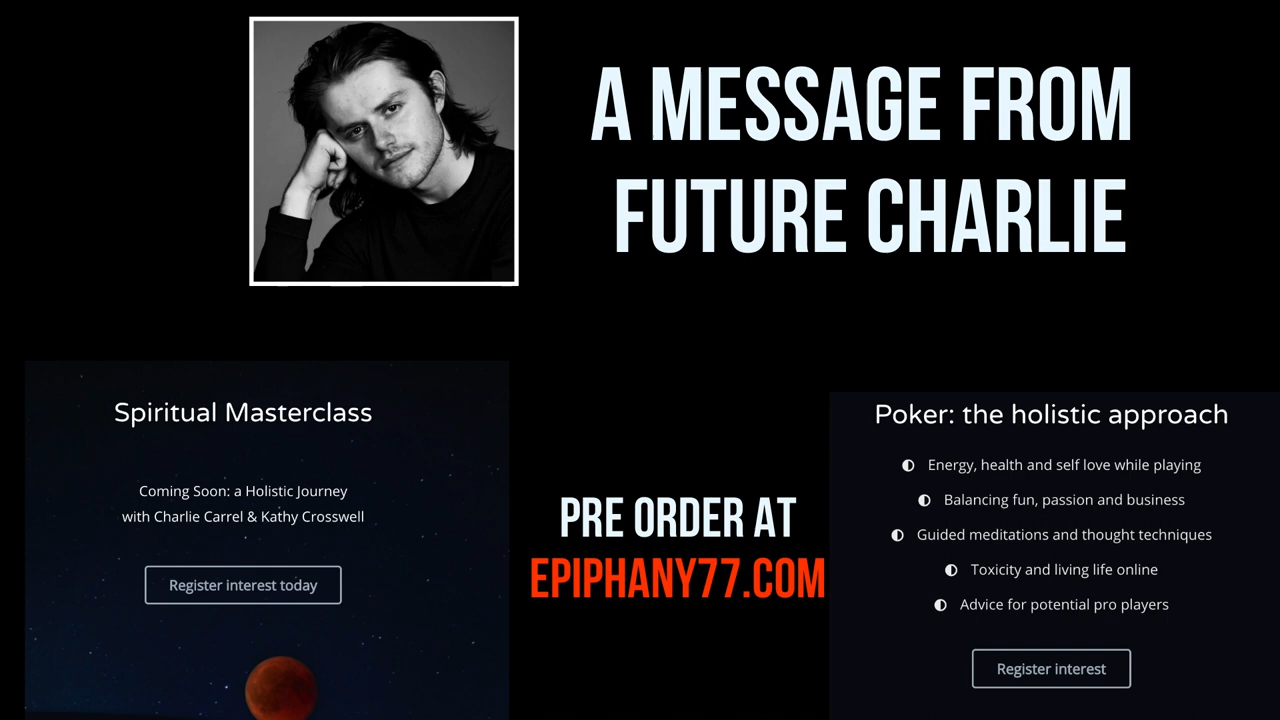 A MESSAGE FROM
FUTURE CHARLIE
Spiritual Masterclass
Coming Soon: a Holistic Journey
with Charlie Carrel & Kathy Crosswell
Register interest today
PRE ORDER AT
EPIPHANY77.COM
Poker: the holistic approach
Energy, health and self love while playing
Balancing fun, passion and business
Guided meditations and thought techniques
Toxicity and living life online
Advice for potential pro players
Register interest